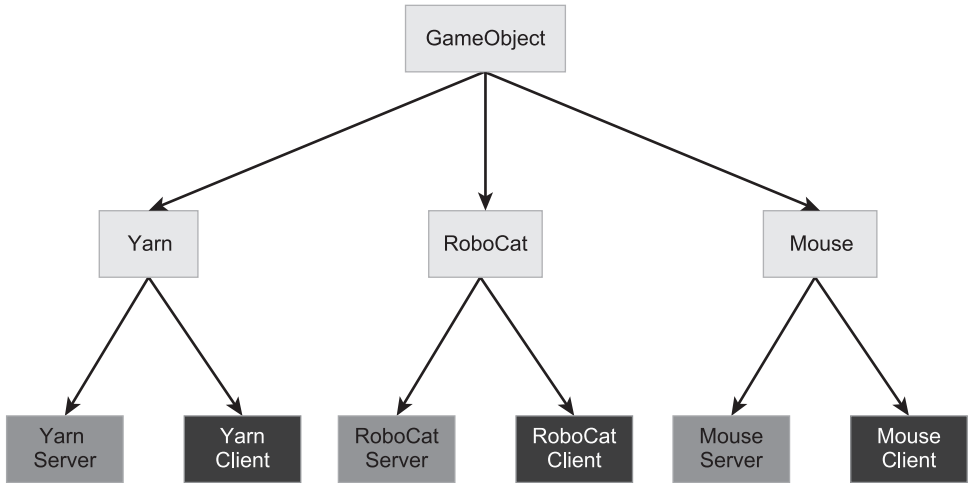 GameObject
Yarn
RoboCat
Mouse
Yarn
Server
Yarn
Client
RoboCat
Server
RoboCat
Client
Mouse
Server
Mouse
Client